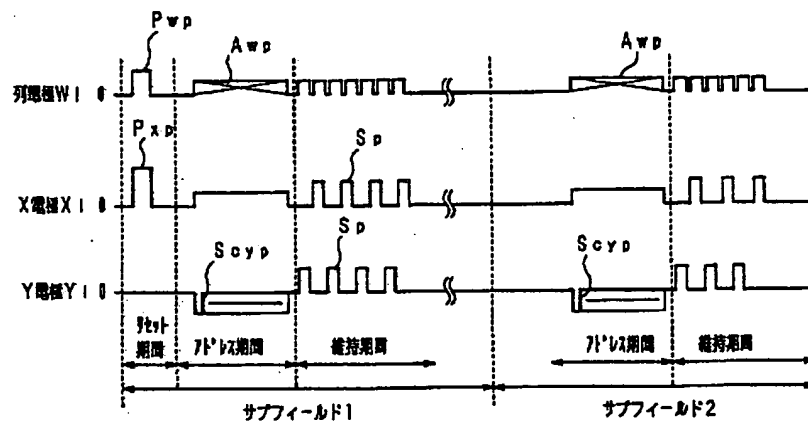 Pwp
Awp
Awp
列電極Wi 0
Pxp
Sp
X電極Xi 0
Scyp
Sp
Scyp
Y電極Yi 0
リセット期間
アドレス期間
維持期間
アドレス期間
維持期間
サブフィールド1
サブフィールド2